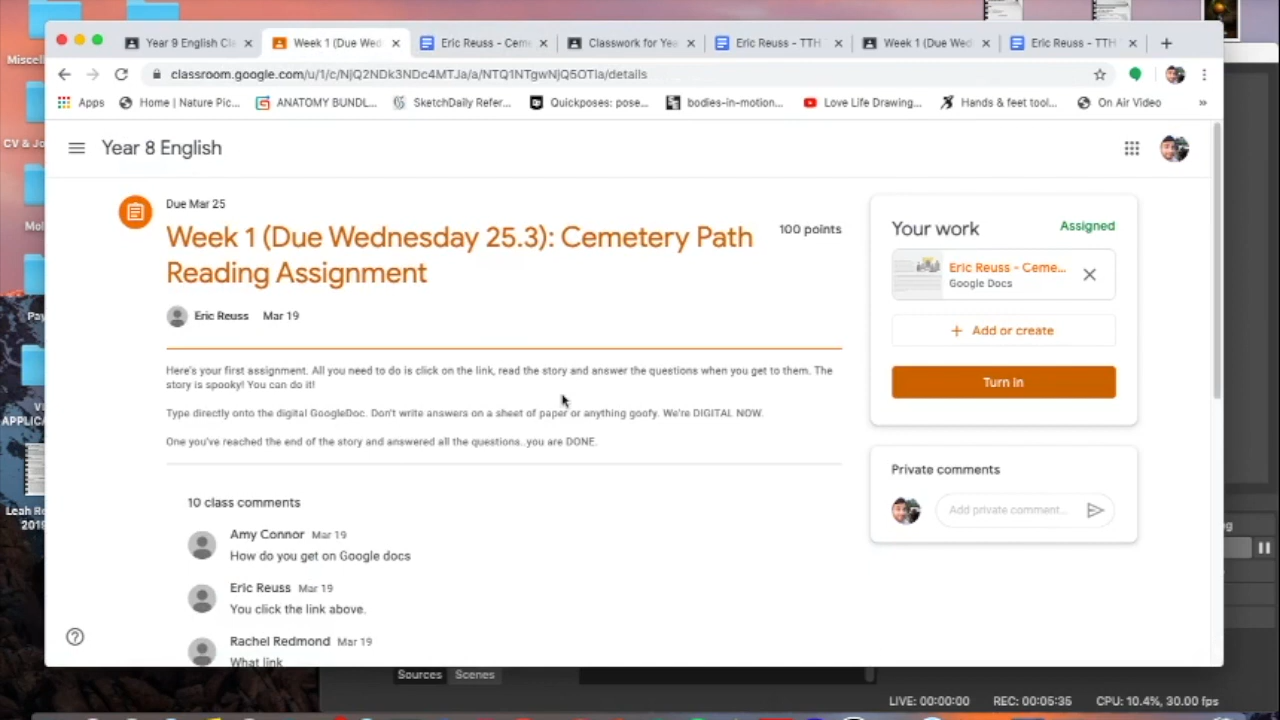 Miscell
CV & Jo
Mol
Pay
V
APPLICA
Leah Re
2019
Year 9 English Cl
Week 1 (Due Wed
Eric Reuss - Cem
Classwork for Ye
Eric Reuss - TTH
Week 1 (Due Wed
Eric Reuss - TTH
classroom.google.com/u/1/c/NjQ2NDk3NDc4MTJa/a/NTQ1NTgwNjQ5OTla/details
Apps
Home | Nature Pic...
ANATOMY BUNDL...
SketchDaily Refer...
Quickposes: pose...
bodies-in-motion...
Love Life Drawing...
Hands & feet tool...
On Air Video
»
Year 8 English
Due Mar 25
Week 1 (Due Wednesday 25.3): Cemetery Path
Reading Assignment
100 points
Eric Reuss Mar 19
Here's your first assignment. All you need to do is click on the link, read the story and answer the questions when you get to them. The
story is spooky! You can do it!
Type directly onto the digital GoogleDoc. Don't write answers on a sheet of paper or anything goofy. We're DIGITAL NOW.
One you've reached the end of the story and answered all the questions..you are DONE.
10 class comments
Amy Connor Mar 19
How do you get on Google docs
Eric Reuss Mar 19
You click the link above.
Rachel Redmond Mar 19
What link
Your work
Assigned
Eric Reuss - Ceme...
Google Docs
+ Add or create
Turn In
Private comments
Add private comment...
Sources Scenes
LIVE: 00:00:00 REC: 00:05:35 CPU: 10.4%, 30.00 fps